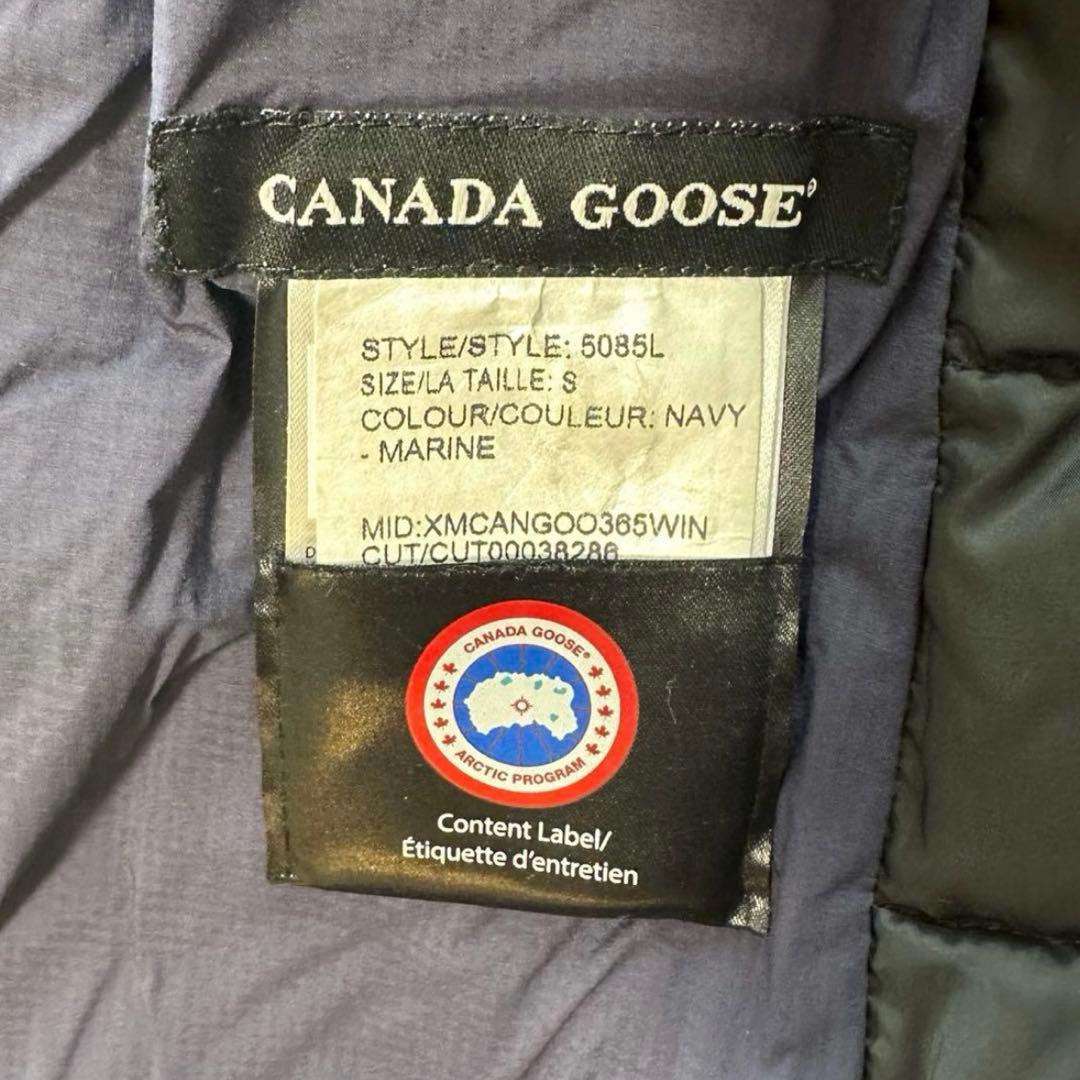 CANADA GOOSE®
STYLE/STYLE: 5085L
SIZE/LA TAILLE: S
COLOUR/COULEUR: NAVY
- MARINE
MID:XMCANGOO365WIN
CUT/CUT00038286
D
CANADA GOOSE®
ARCTIC PROGRAM
Content Label/
Étiquette d'entretien